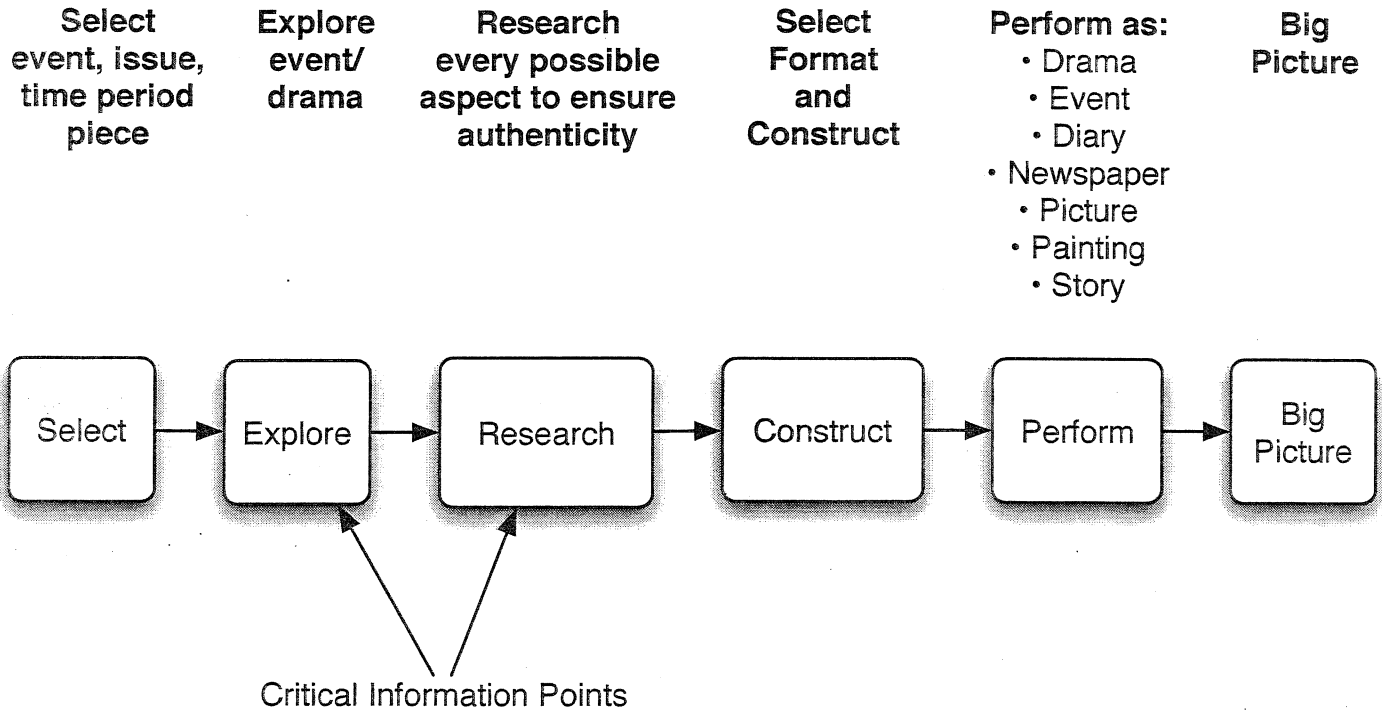 Select
event, issue,
time period
piece
Explore
event/
drama
Research
every possible
aspect to ensure
authenticity
Select
Format
and
Construct
Perform as:
• Drama
• Event
• Diary
• Newspaper
• Picture
• Painting
• Story
Big
Picture
Select
Explore
Research
Construct
Perform
Big
Picture
Critical Information Points